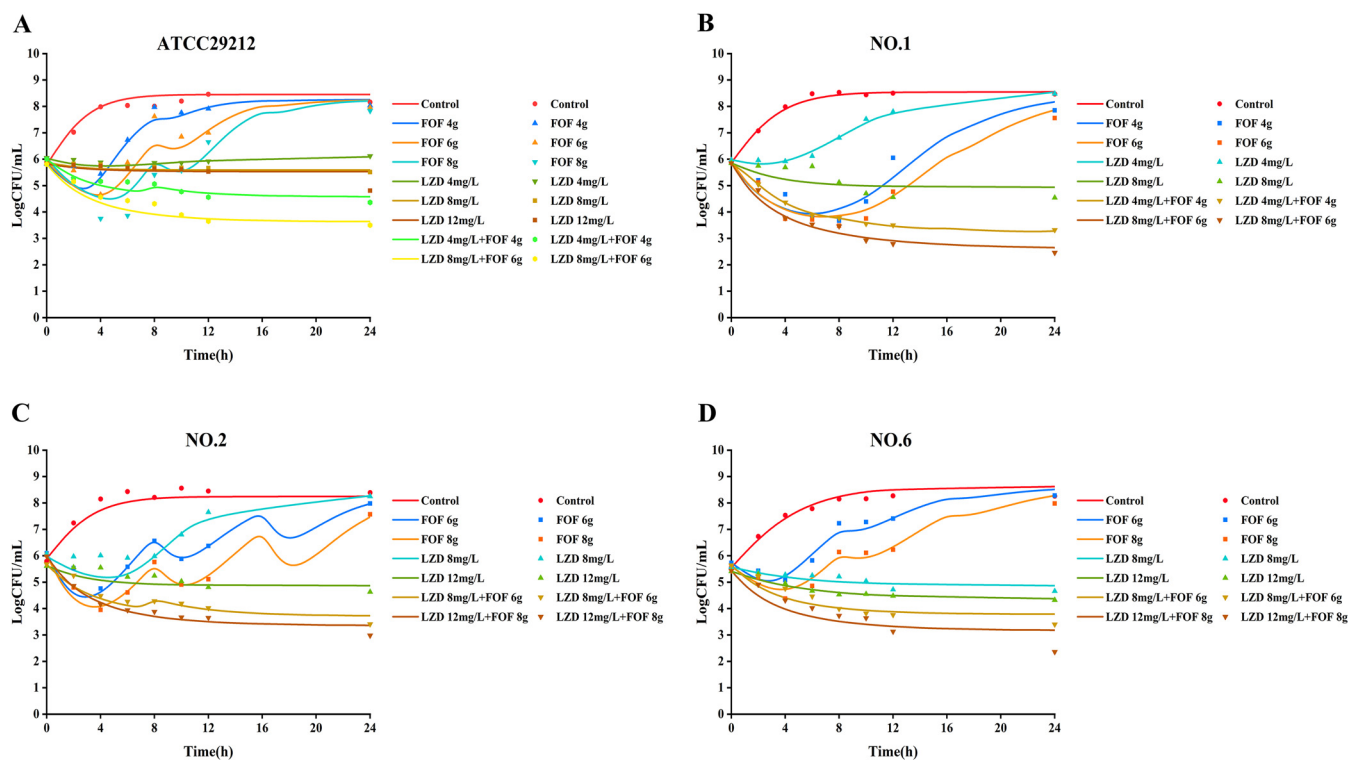 A
ATCC29212
LogCFU/mL
10
9
8
7
6
5
4
3
2
1
0
0 4 8 12 16 20 24
Time(h)
Control Control
FOF 4g FOF 4g
FOF 6g FOF 6g
FOF 8g FOF 8g
LZD 4mg/L LZD 4mg/L
LZD 8mg/L LZD 8mg/L
LZD 12mg/L LZD 12mg/L
LZD 4mg/L+FOF 4g LZD 4mg/L+FOF 4g
LZD 8mg/L+FOF 6g LZD 8mg/L+FOF 6g
B
NO.1
LogCFU/mL
10
9
8
7
6
5
4
3
2
1
0
0 4 8 12 16 20 24
Time(h)
Control Control
FOF 4g FOF 4g
FOF 6g FOF 6g
LZD 4mg/L LZD 4mg/L
LZD 8mg/L LZD 8mg/L
LZD 4mg/L+FOF 4g LZD 4mg/L+FOF 4g
LZD 8mg/L+FOF 6g LZD 8mg/L+FOF 6g
C
NO.2
LogCFU/mL
10
9
8
7
6
5
4
3
2
1
0
0 4 8 12 16 20 24
Time(h)
Control Control
FOF 6g FOF 6g
FOF 8g FOF 8g
LZD 8mg/L LZD 8mg/L
LZD 12mg/L LZD 12mg/L
LZD 8mg/L+FOF 6g LZD 8mg/L+FOF 6g
LZD 12mg/L+FOF 8g LZD 12mg/L+FOF 8g
D
NO.6
LogCFU/mL
10
9
8
7
6
5
4
3
2
1
0
0 4 8 12 16 20 24
Time(h)
Control Control
FOF 6g FOF 6g
FOF 8g FOF 8g
LZD 8mg/L LZD 8mg/L
LZD 12mg/L LZD 12mg/L
LZD 8mg/L+FOF 6g LZD 8mg/L+FOF 6g
LZD 12mg/L+FOF 8g LZD 12mg/L+FOF 8g